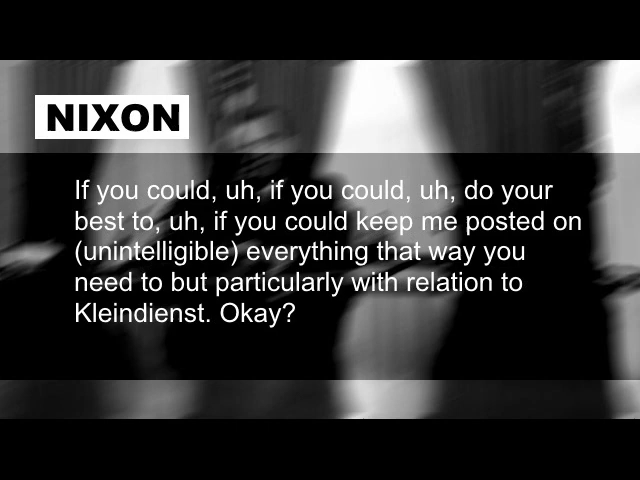 NIXON
If you could, uh, if you could, uh, do your
best to, uh, if you could keep me posted on
(unintelligible) everything that way you
need to but particularly with relation to
Kleindienst. Okay?